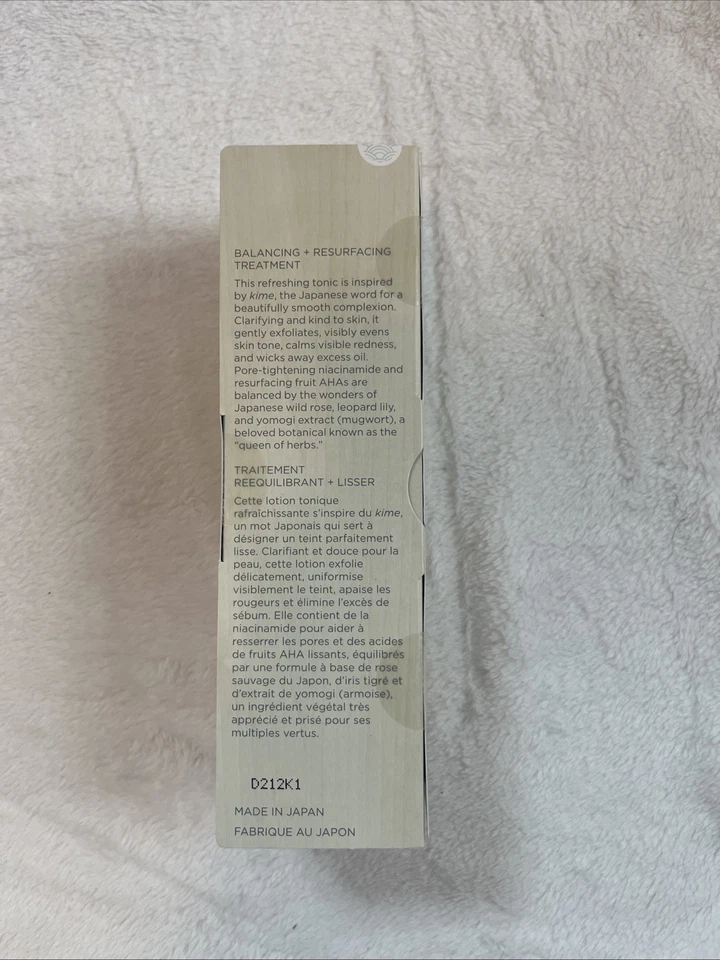 BALANCING + RESURFACING
TREATMENT
This refreshing tonic is inspired
by kime, the Japanese word for a
beautifully smooth complexion.
Clarifying and kind to skin, it
gently exfoliates, visibly evens
skin tone, calms visible redness,
and wicks away excess oil.
Pore-tightening niacinamide and
resurfacing fruit AHAs are
balanced by the wonders of
Japanese wild rose, leopard lily,
and yomogi extract (mugwort), a
beloved botanical known as the
“queen of herbs.”
TRAITEMENT
REEQUILIBRANT + LISSER
Cette lotion tonique
rafraîchissante s’inspire du kime,
un mot Japonais qui sert à
désigner un teint parfaitement
lisse. Clarifiant et douce pour la
peau, cette lotion exfolie
délicatement, uniformise
visiblement le teint, apaise les
rougeurs et élimine l’excès de
sébum. Elle contient de la
niacinamide pour aider à
resserrer les pores et des acides
de fruits AHA lissants, équilibrés
par une formule à base de rose
sauvage du Japon, d’iris tigré et
d’extrait de yomogi (armoise),
un ingrédient végétal très
apprécié et prisé pour ses
multiples vertus.
D212K1
MADE IN JAPAN
FABRIQUE AU JAPON